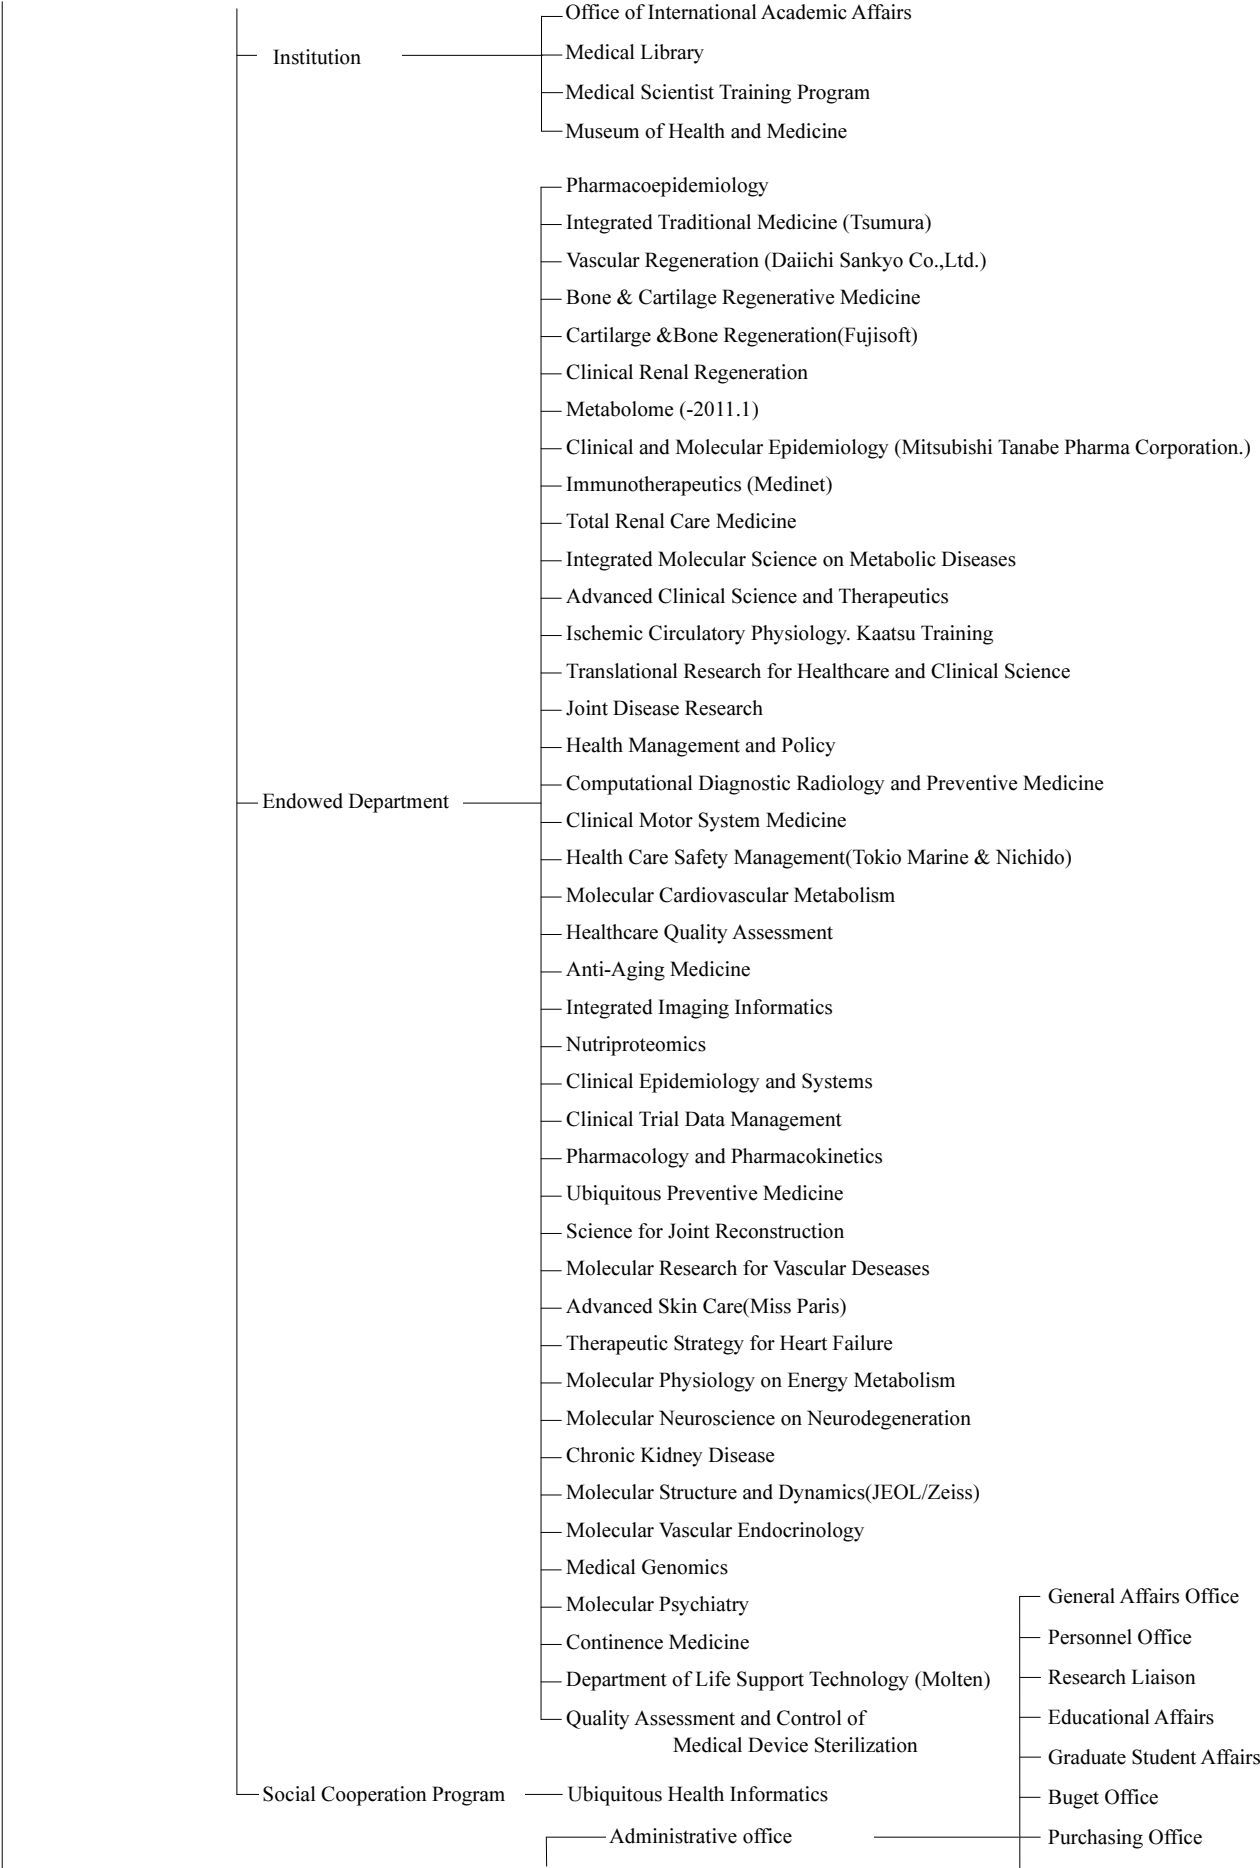 Office of International Academic Affairs
Institution
Medical Library
Medical Scientist Training Program
Museum of Health and Medicine
Pharmacoepidemiology
Integrated Traditional Medicine (Tsumura)
Vascular Regeneration (Daiichi Sankyo Co.,Ltd.)
Bone & Cartilage Regenerative Medicine
Cartilarge &Bone Regeneration(Fujisoft)
Clinical Renal Regeneration
Metabolome (-2011.1)
Clinical and Molecular Epidemiology (Mitsubishi Tanabe Pharma Corporation.)
Immunotherapeutics (Medinet)
Total Renal Care Medicine
Integrated Molecular Science on Metabolic Diseases
Advanced Clinical Science and Therapeutics
Ischemic Circulatory Physiology. Kaatsu Training
Translational Research for Healthcare and Clinical Science
Joint Disease Research
Health Management and Policy
Computational Diagnostic Radiology and Preventive Medicine
Endowed Department
Clinical Motor System Medicine
Health Care Safety Management(Tokio Marine & Nichido)
Molecular Cardiovascular Metabolism
Healthcare Quality Assessment
Anti-Aging Medicine
Integrated Imaging Informatics
Nutriproteomics
Clinical Epidemiology and Systems
Clinical Trial Data Management
Pharmacology and Pharmacokinetics
Ubiquitous Preventive Medicine
Science for Joint Reconstruction
Molecular Research for Vascular Deseases
Advanced Skin Care(Miss Paris)
Therapeutic Strategy for Heart Failure
Molecular Physiology on Energy Metabolism
Molecular Neuroscience on Neurodegeneration
Chronic Kidney Disease
Molecular Structure and Dynamics(JEOL/Zeiss)
Molecular Vascular Endocrinology
Medical Genomics
Molecular Psychiatry
Continence Medicine
Department of Life Support Technology (Molten)
Quality Assessment and Control of
Medical Device Sterilization
Social Cooperation Program
Ubiquitous Health Informatics
Administrative office
General Affairs Office
Personnel Office
Research Liaison
Educational Affairs
Graduate Student Affairs
Buget Office
Purchasing Office